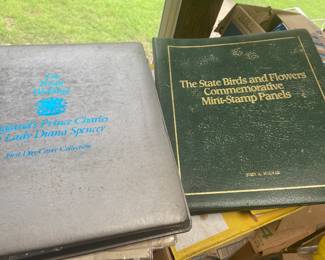 The
Royal
Wedding
England's Prince Charles
Lady Diana Spencer
First Day Cover Collection
The State Birds and Flowers
Commemorative
Mint-Stamp Panels